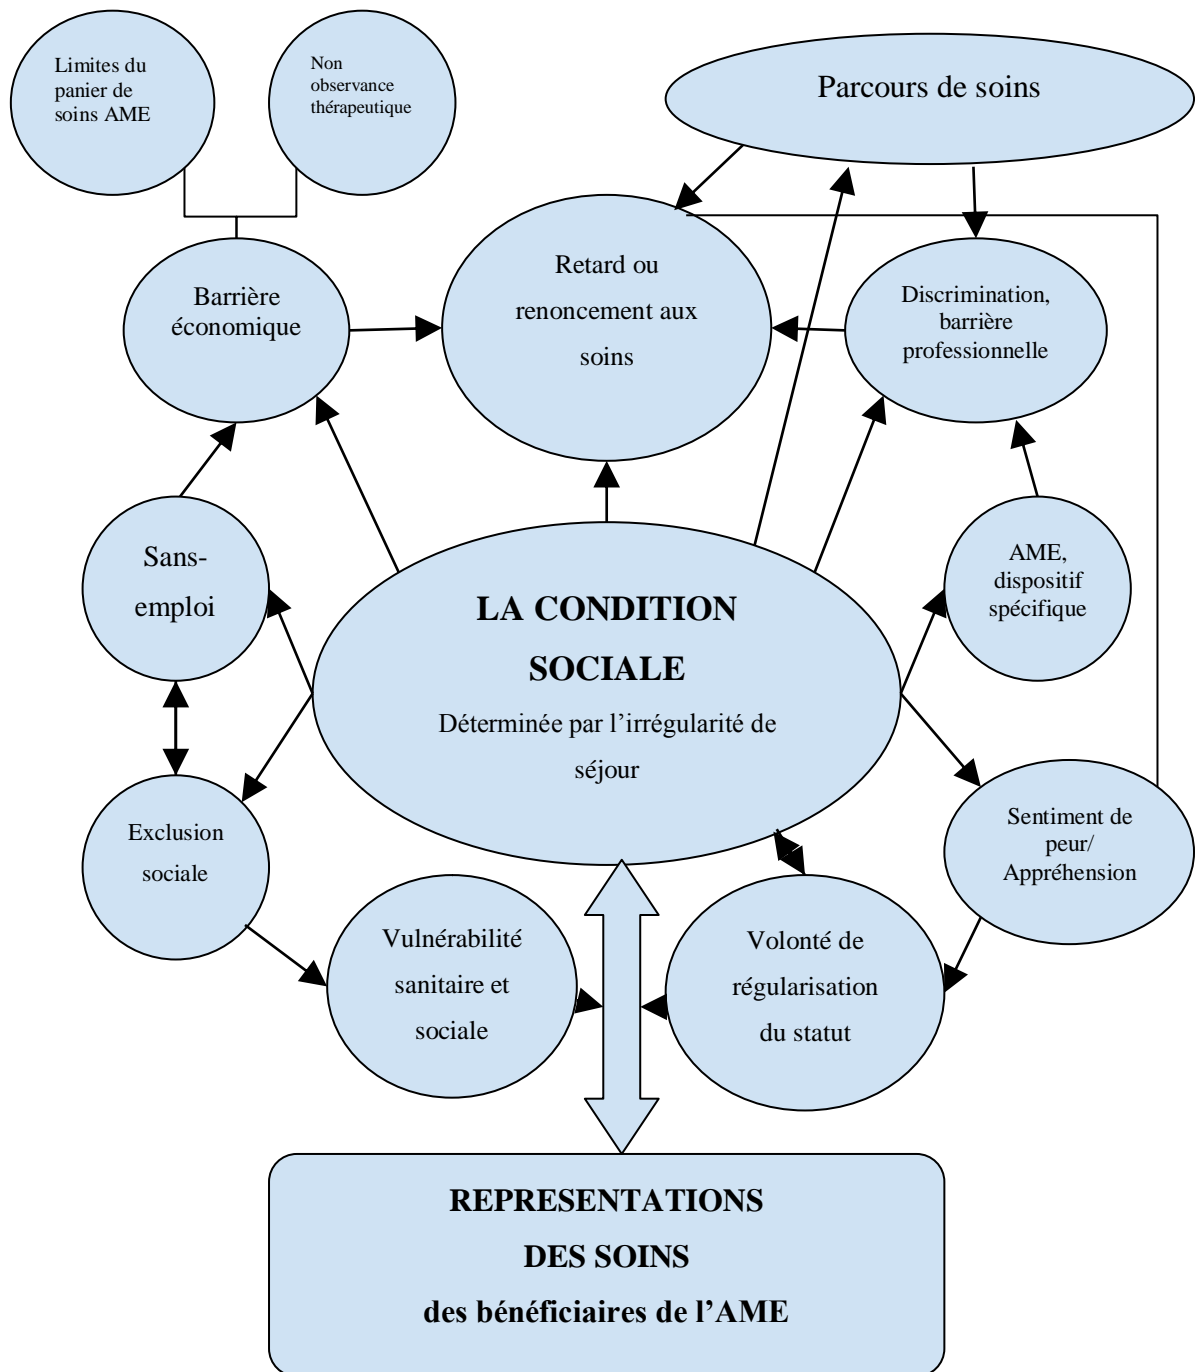 Limites du
panier de
soins AME
Non
observance
thérapeutique
Parcours de soins
Barrière
économique
Retard ou
renoncement aux
soins
Discrimination,
barrière
professionnelle
Sans-
emploi
LA CONDITION
SOCIALE
Déterminée par l’irrégularité de
séjour
AME,
dispositif
spécifique
Exclusion
sociale
Sentiment de
peur/
Appréhension
Vulnérabilité
sanitaire et
sociale
Volonté de
régularisation
du statut
REPRESENTATIONS
DES SOINS
des bénéficiaires de l’AME